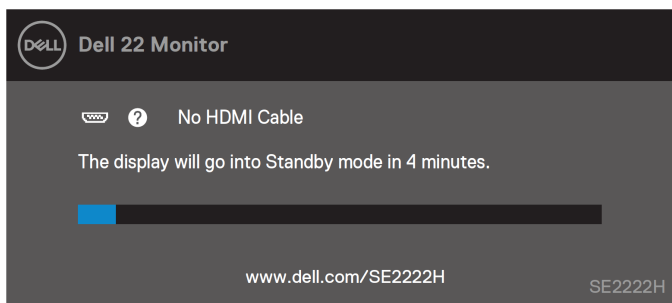 DELL Dell 22 Monitor
? No HDMI Cable
The display will go into Standby mode in 4 minutes.
www.dell.com/SE2222H
SE2222H